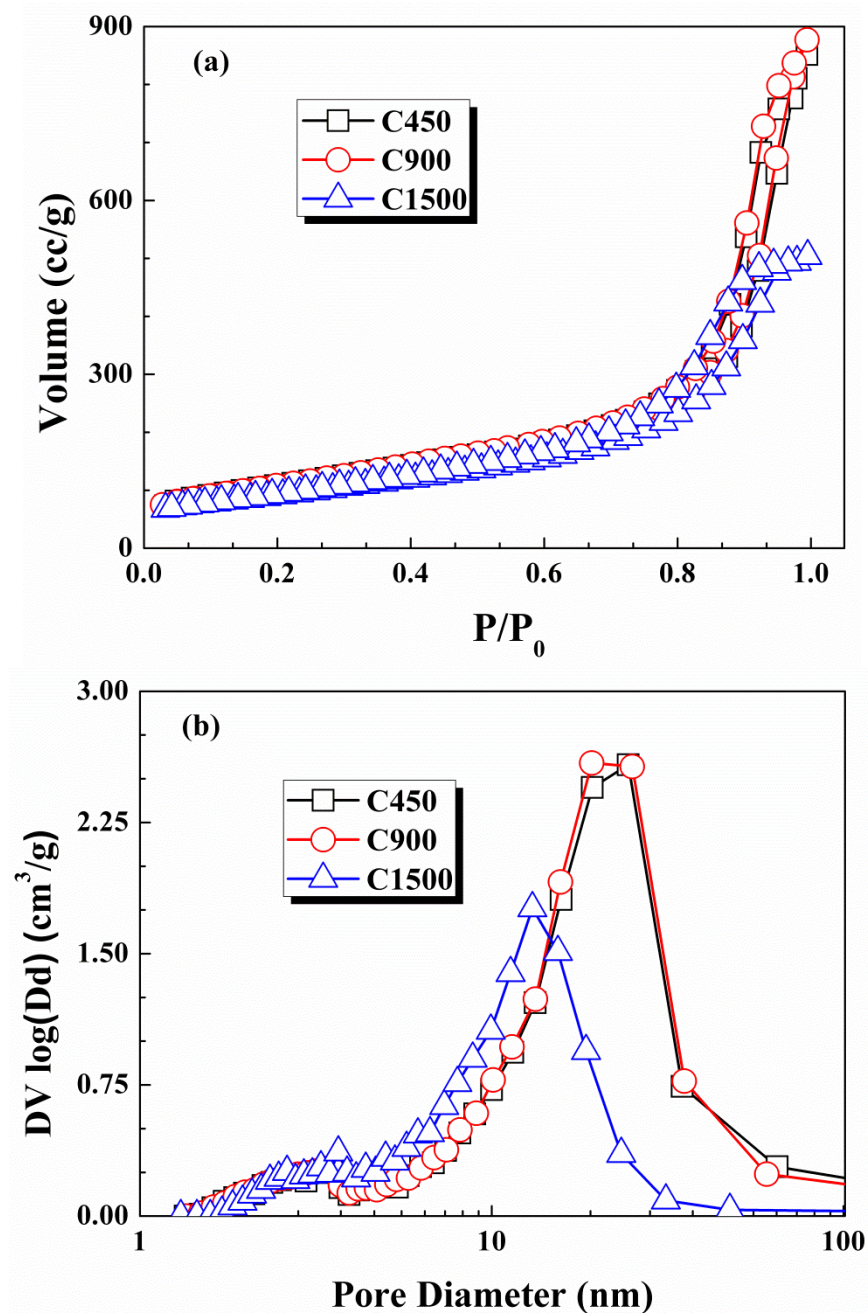 (a)
C450
C900
C1500
900
600
300
0
Volume (cc/g)
0.0 0.2 0.4 0.6 0.8 1.0
P/P₀
(b)
C450
C900
C1500
3.00
2.25
1.50
0.75
0.00
DV log(Dd) (cm³/g)
1 10 100
Pore Diameter (nm)